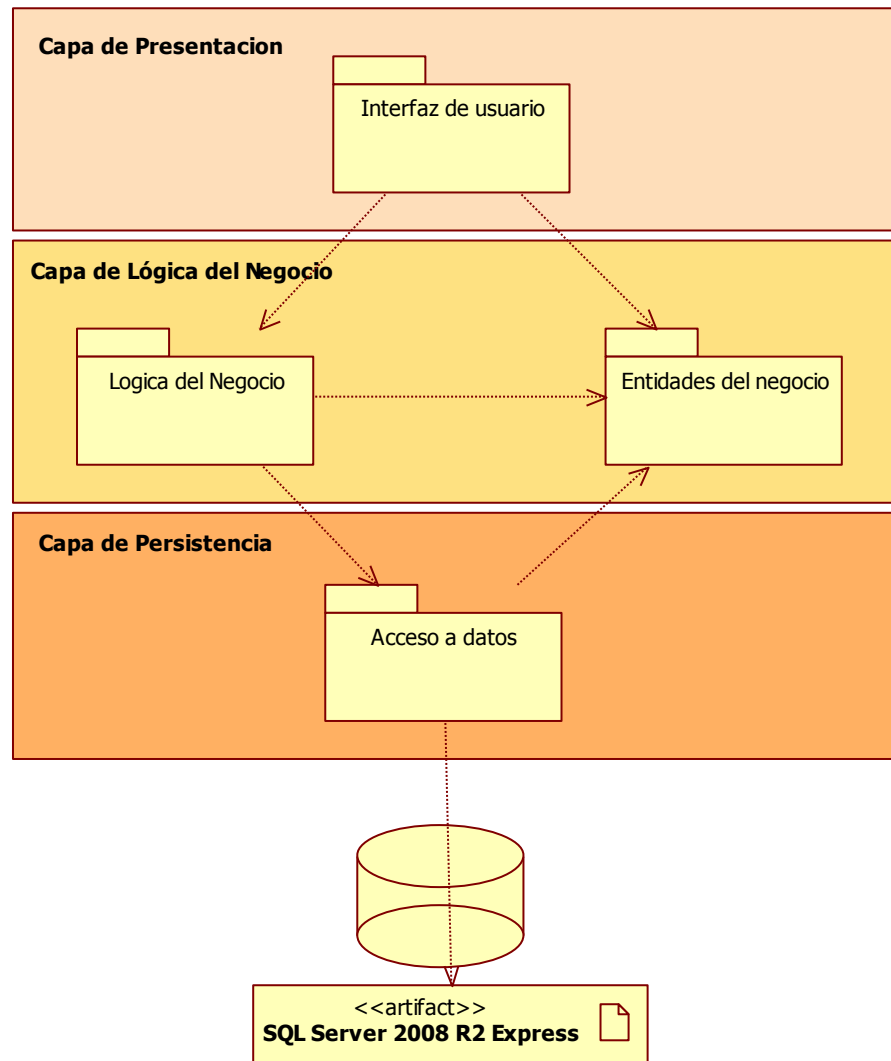 Capa de Presentacion
Interfaz de usuario
Capa de Lógica del Negocio
Logica del Negocio
Entidades del negocio
Capa de Persistencia
Acceso a datos
<<artifact>>
SQL Server 2008 R2 Express